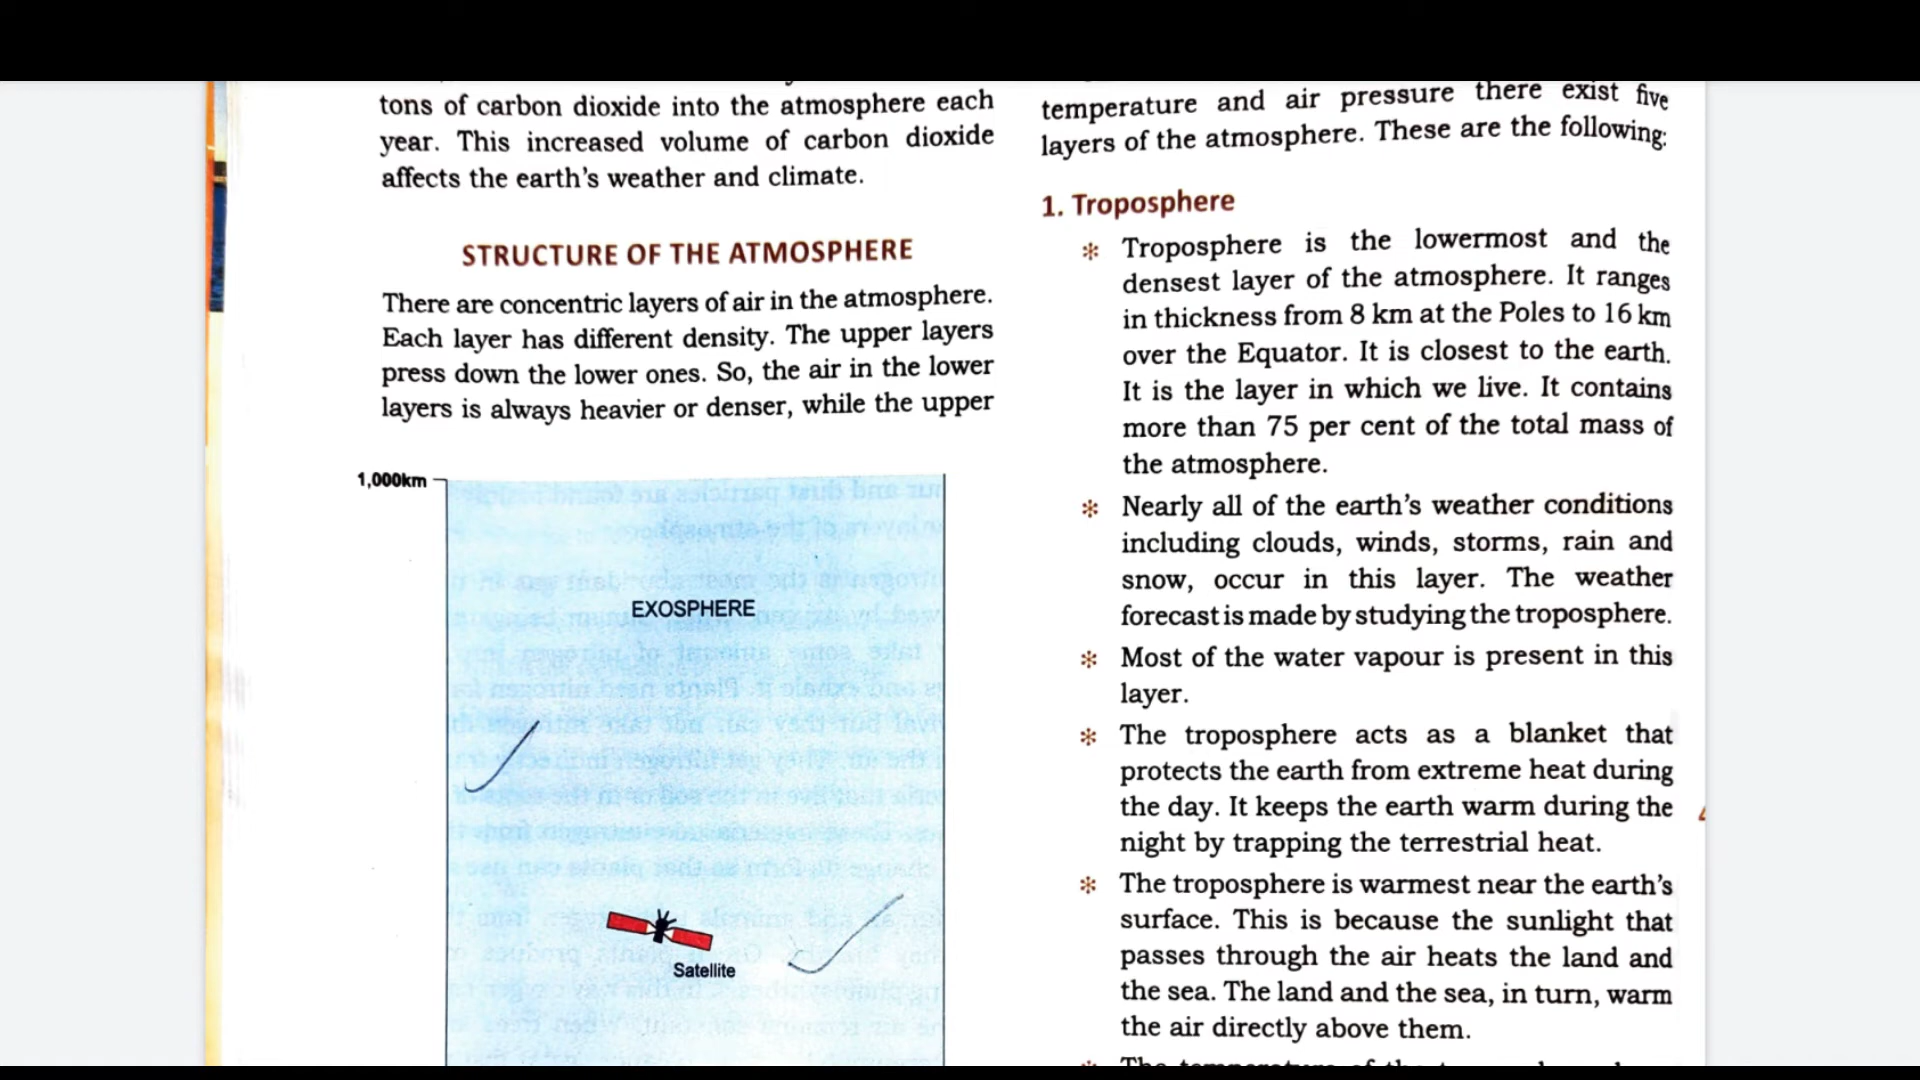 tons of carbon dioxide into the atmosphere each
year. This increased volume of carbon dioxide
affects the earth's weather and climate.
STRUCTURE OF THE ATMOSPHERE
There are concentric layers of air in the atmosphere.
Each layer has different density. The upper layers
press down the lower ones. So, the air in the lower
layers is always heavier or denser, while the upper
1,000km
EXOSPHERE
Satellite
temperature and air pressure there exist five
layers of the atmosphere. These are the following:
1. Troposphere
* Troposphere is the lowermost and the
densest layer of the atmosphere. It ranges
in thickness from 8 km at the Poles to 16 km
over the Equator. It is closest to the earth.
It is the layer in which we live. It contains
more than 75 per cent of the total mass of
the atmosphere.
* Nearly all of the earth's weather conditions
including clouds, winds, storms, rain and
snow, occur in this layer. The weather
forecast is made by studying the troposphere.
* Most of the water vapour is present in this
layer.
* The troposphere acts as a blanket that
protects the earth from extreme heat during
the day. It keeps the earth warm during the
night by trapping the terrestrial heat.
* The troposphere is warmest near the earth's
surface. This is because the sunlight that
passes through the air heats the land and
the sea. The land and the sea, in turn, warm
the air directly above them.